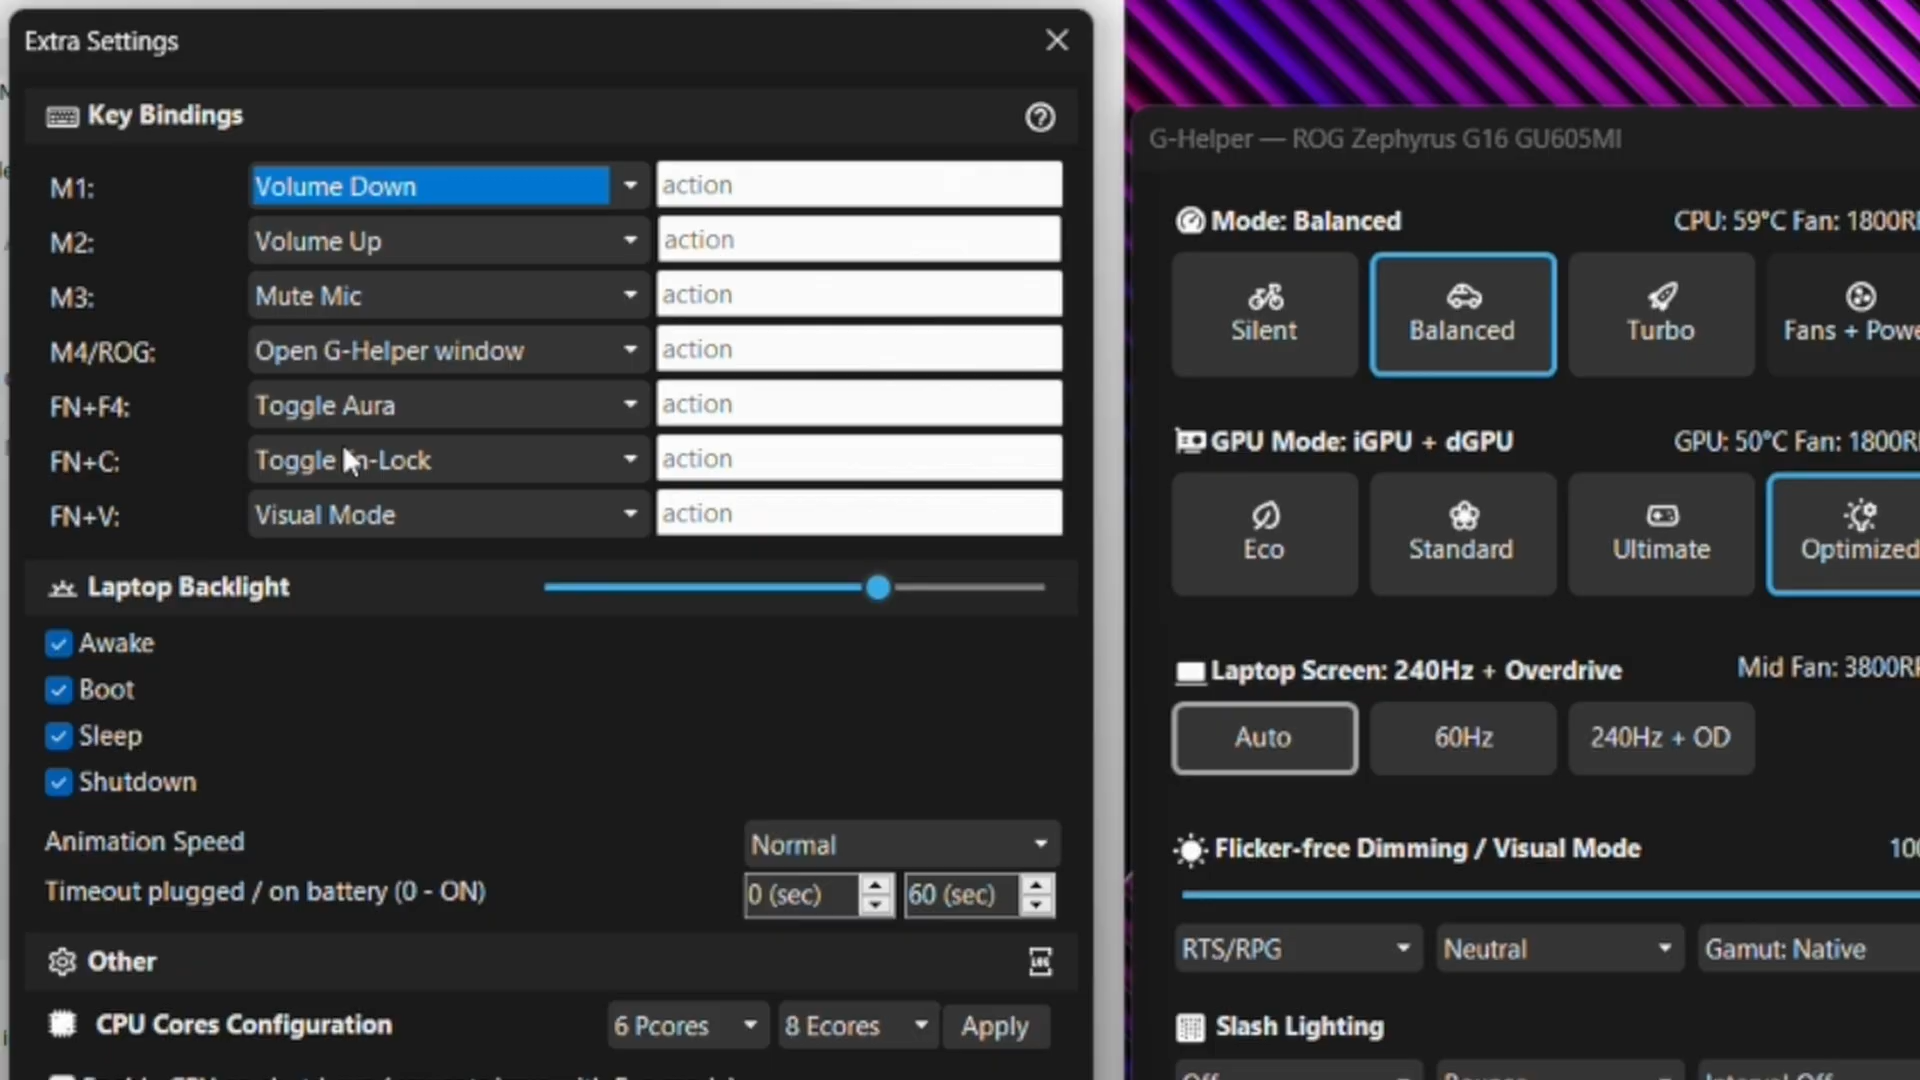 Extra Settings
Key Bindings
M1: Volume Down action
M2: Volume Up action
M3: Mute Mic action
M4/ROG: Open G-Helper window action
FN+F4: Toggle Aura action
FN+C: Toggle n-Lock action
FN+V: Visual Mode action
Laptop Backlight
Awake
Boot
Sleep
Shutdown
Animation Speed Normal
Timeout plugged / on battery (0 - ON) 0 (sec) 60 (sec)
Other
LOG
CPU Cores Configuration 6 Pcores 8 Ecores Apply
G-Helper — ROG Zephyrus G16 GU605MI
Mode: Balanced CPU: 59°C Fan: 1800R
Silent Balanced Turbo Fans + Powe
GPU Mode: iGPU + dGPU GPU: 50°C Fan: 1800R
Eco Standard Ultimate Optimized
Laptop Screen: 240Hz + Overdrive Mid Fan: 3800R
Auto 60Hz 240Hz + OD
Flicker-free Dimming / Visual Mode 100
RTS/RPG Neutral Gamut: Native
Slash Lighting